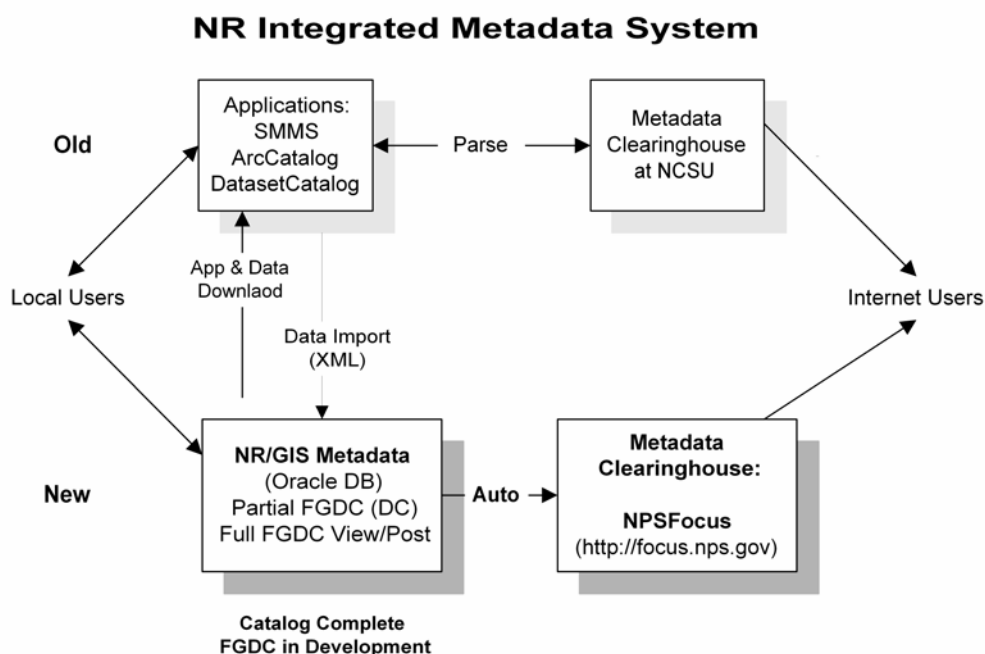 NR Integrated Metadata System
Old
Applications:
SMMS
ArcCatalog
DatasetCatalog
Parse
Metadata
Clearinghouse
at NCSU
Local Users
App & Data
Downlaod
Data Import
(XML)
Internet Users
New
NR/GIS Metadata
(Oracle DB)
Partial FGDC (DC)
Full FGDC View/Post
Auto
Metadata
Clearinghouse:
NPSFocus
(http://focus.nps.gov)
Catalog Complete
FGDC in Development